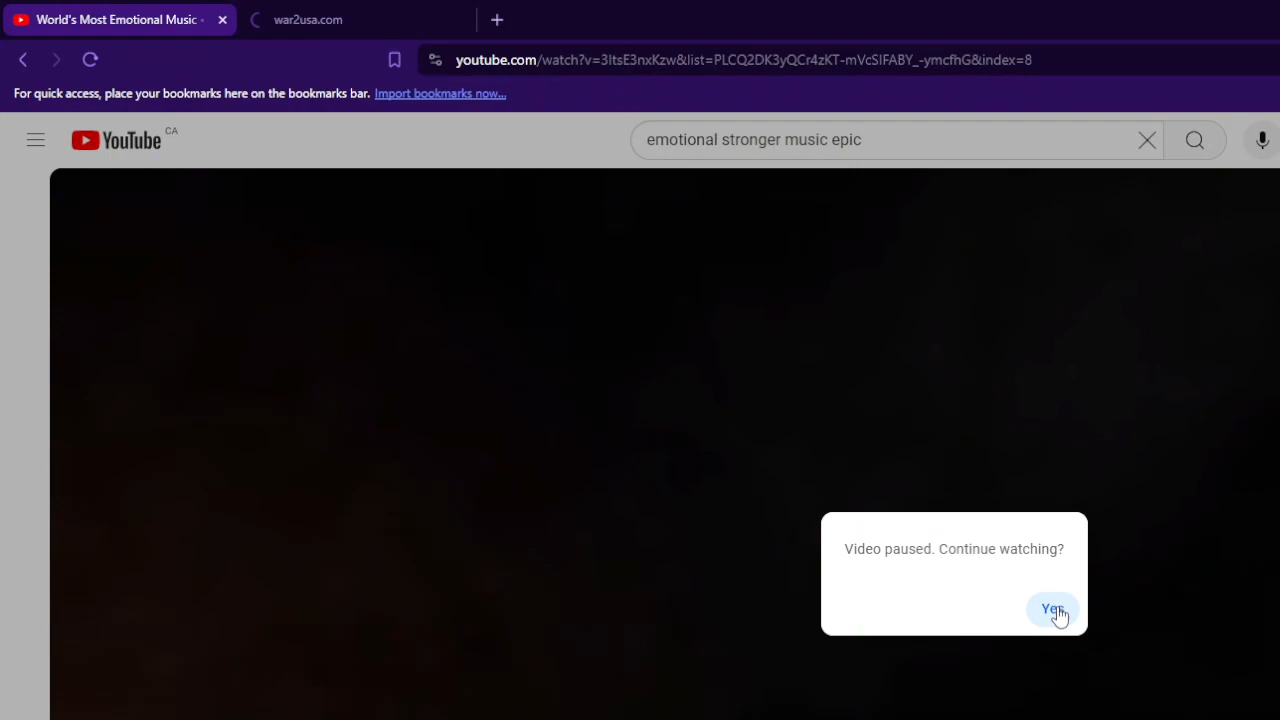 World's Most Emotional Music -
war2usa.com
youtube.com/watch?v=3ItsE3nxKzw&list=PLCQ2DK3yQCr4zKT-mVcSIFABY_-ymcfhG&index=8
For quick access, place your bookmarks here on the bookmarks bar. Import bookmarks now...
YouTube CA
emotional stronger music epic
Video paused. Continue watching?
Yes